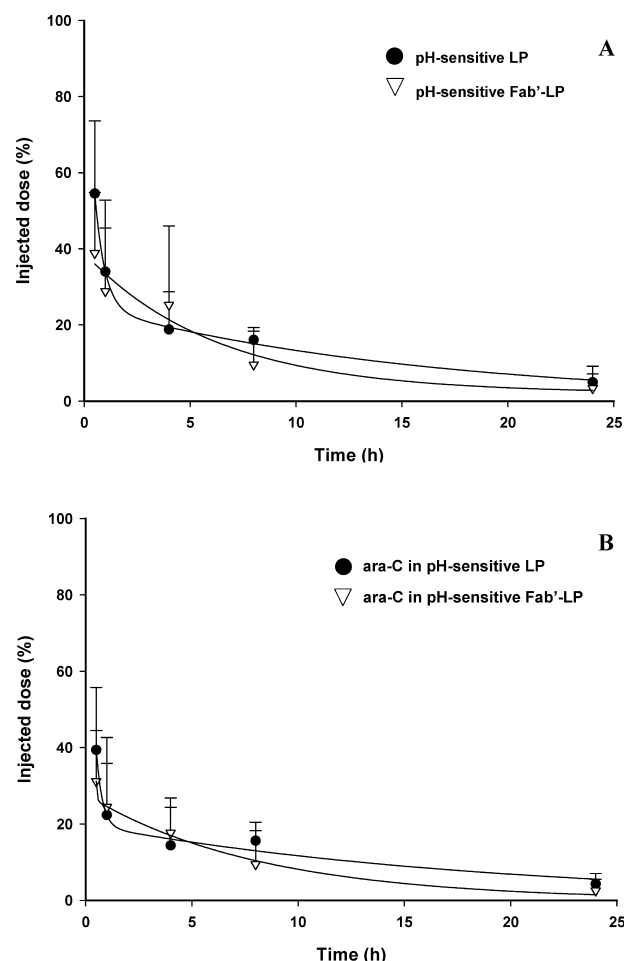 A
pH-sensitive LP
pH-sensitive Fab'-LP
Injected dose (%)
100
80
60
40
20
0
0 5 10 15 20 25
Time (h)
B
ara-C in pH-sensitive LP
ara-C in pH-sensitive Fab'-LP
Injected dose (%)
100
80
60
40
20
0
0 5 10 15 20 25
Time (h)